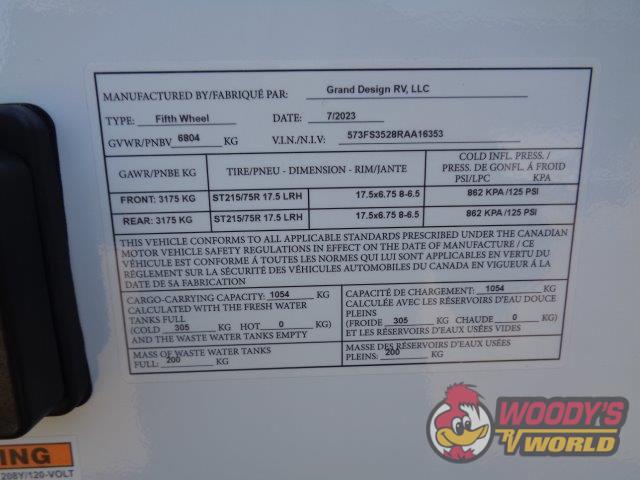 MANUFACTURED BY/FABRIQUÉ PAR: Grand Design RV, LLC
TYPE: Fifth Wheel DATE: 7/2023
GVWR/PNBV 6804 KG V.I.N./N.I.V: 573FS3528RAA16353
GAWR/PNBE KG TIRE/PNEU - DIMENSION - RIM/JANTE COLD INFL. PRESS. / PRESS. DE GONFL. À FROID PSI/LPC KPA
FRONT: 3175 KG ST215/75R 17.5 LRH 17.5x6.75 8-6.5 862 KPA/125 PSI
REAR: 3175 KG ST215/75R 17.5 LRH 17.5x6.75 8-6.5 862 KPA/125 PSI
THIS VEHICLE CONFORMS TO ALL APPLICABLE STANDARDS PRESCRIBED UNDER THE CANADIAN
MOTOR VEHICLE SAFETY REGULATIONS IN EFFECT ON THE DATE OF MANUFACTURE / CE
VÉHICULE EST CONFORME Á TOUTES LES NORMES QUI LUI SONT APPLICABLES EN VERTU DU
RÉGLEMENT SUR LA SÉCURITÉ DES VÉHICULES AUTOMOBILES DU CANADA EN VIGUEUR Á LA
DATE DE SA FABRICATION
CARGO-CARRYING CAPACITY: 1054 KG
CALCULATED WITH THE FRESH WATER
TANKS FULL
(COLD 305 KG HOT 0 KG)
AND THE WASTE WATER TANKS EMPTY
MASS OF WASTE WATER TANKS
FULL: 200 KG
CAPACITÉ DE CHARGEMENT: 1054 KG
CALCULÉE AVEC LES RÉSERVOIRS D'EAU DOUCE
PLEINS
(FROIDE 305 KG CHAUDE 0 KG)
ET LES RÉSERVOIRS D'EAUX USÉES VIDES
MASSE DES RÉSERVOIRS D'EAUX USÉES
PLEINS: 200 KG
WOODY'S
RV WORLD
ING
208Y/120-VOLT